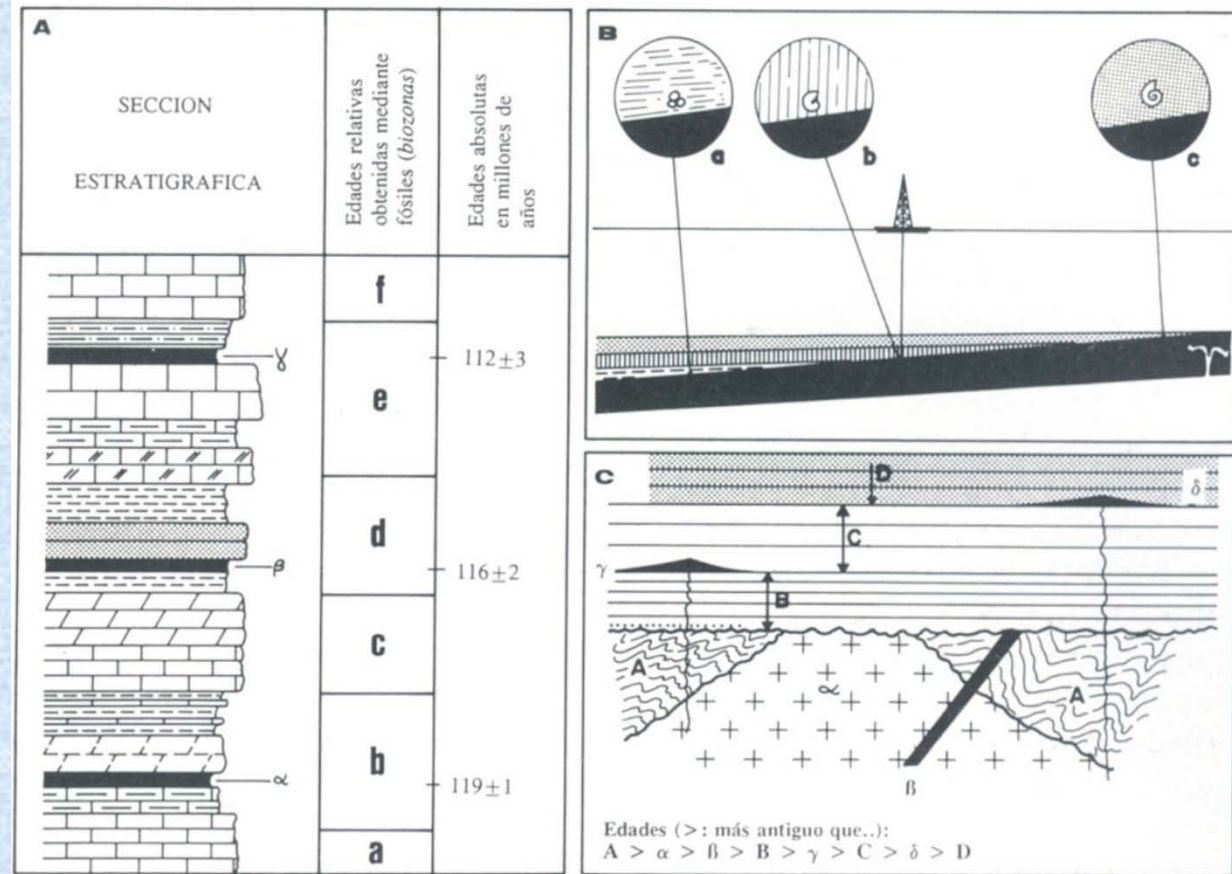 A
SECCION
ESTRATIGRAFICA
Edades relativas
obtenidas mediante
fósiles (biozonas)
Edades absolutas
en millones de
años
f
γ
112±3
e
d
β
116±2
c
b
α
119±1
a
B
a
b
c
C
D
δ
C
γ
B
A
α
A
ß
Edades (>: más antiguo que..):
A > α > ß > B > γ > C > δ > D